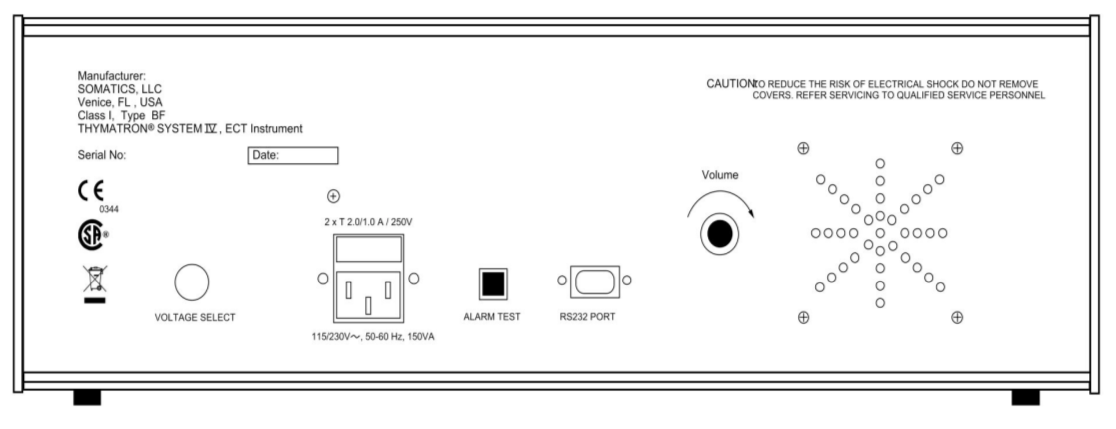 Manufacturer:
SOMATICS, LLC
Venice, FL , USA
Class I, Type BF
THYMATRON® SYSTEM IV , ECT Instrument
Serial No:
Date:
CE
0344
SA®
VOLTAGE SELECT
2 x T 2.0/1.0 A / 250V
115/230V～, 50-60 Hz, 150VA
ALARM TEST
RS232 PORT
Volume
CAUTION: TO REDUCE THE RISK OF ELECTRICAL SHOCK DO NOT REMOVE
COVERS. REFER SERVICING TO QUALIFIED SERVICE PERSONNEL